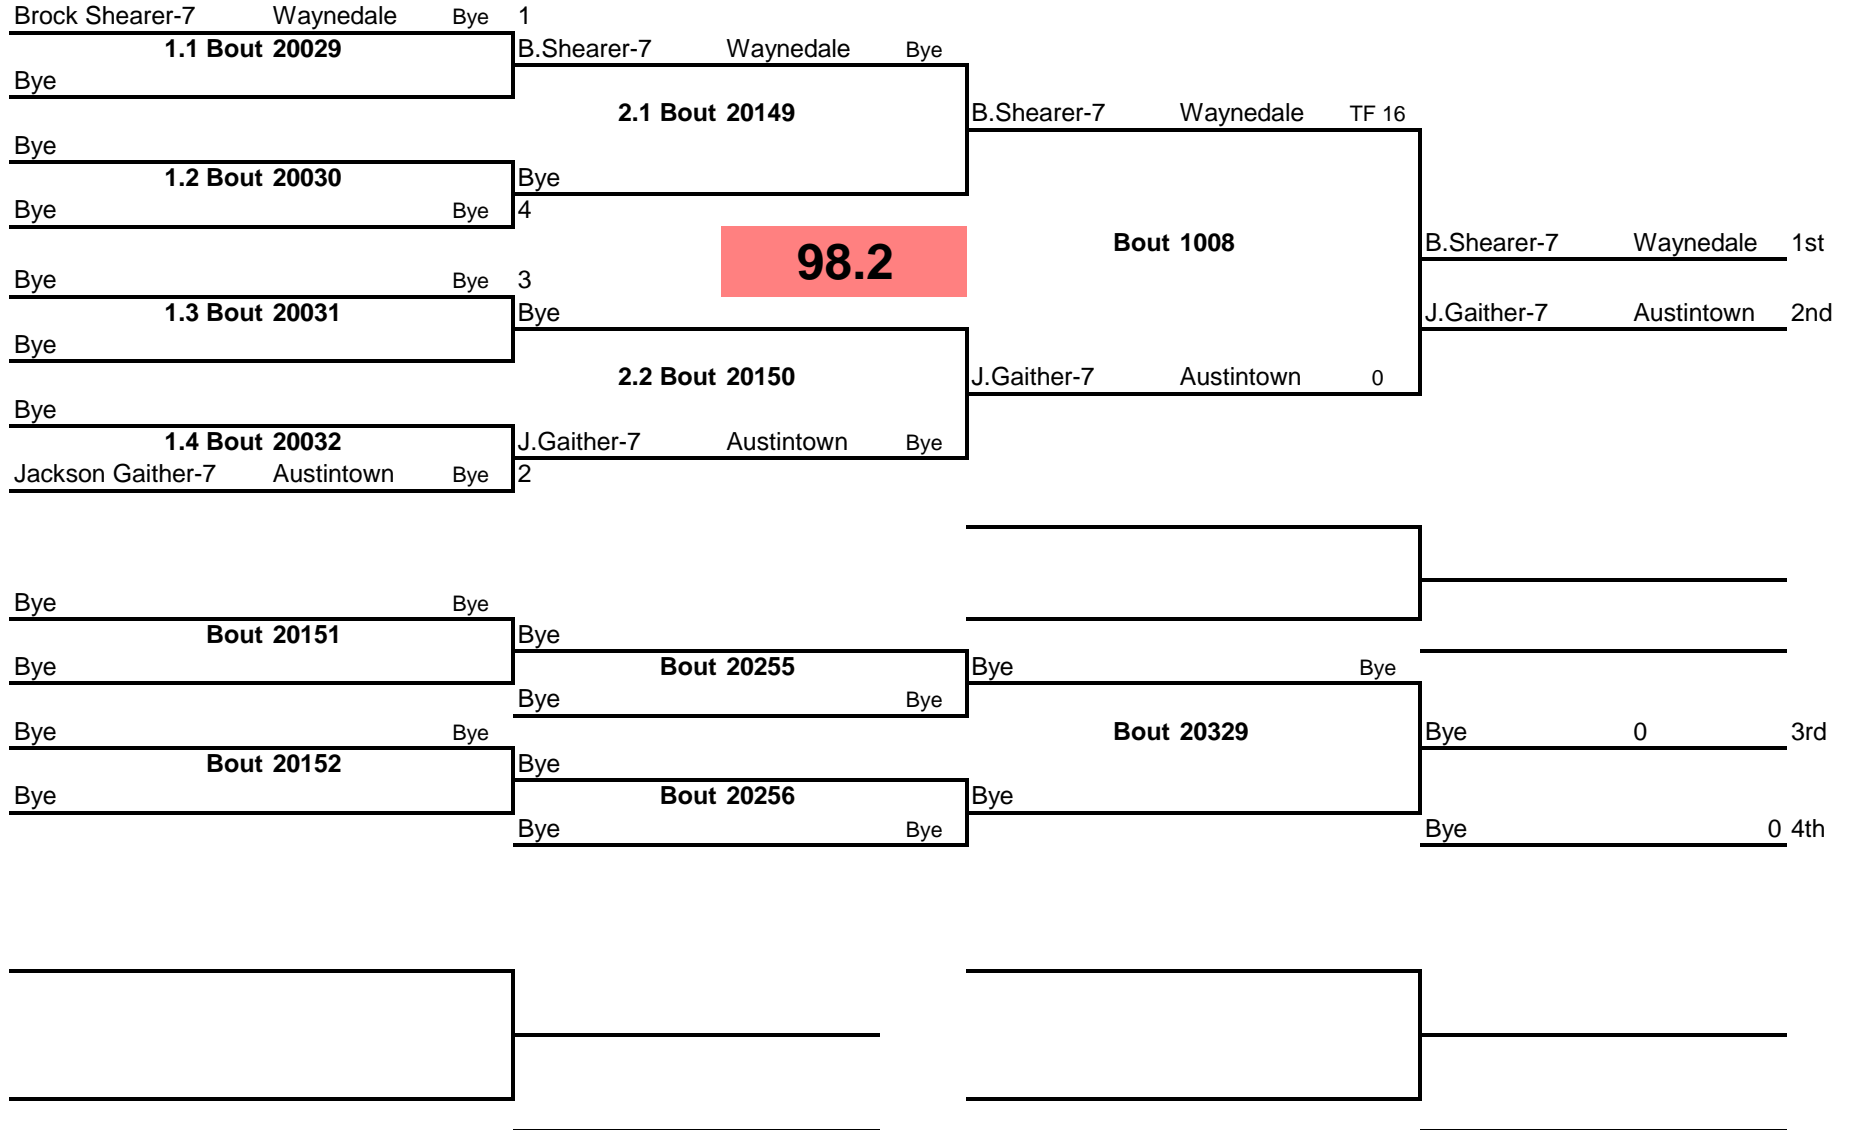 Brock Shearer-7 Waynedale Bye 1
1.1 Bout 20029 B.Shearer-7 Waynedale Bye
Bye
2.1 Bout 20149 B.Shearer-7 Waynedale TF 16
Bye
1.2 Bout 20030 Bye
Bye Bye 4
98.2 Bout 1008 B.Shearer-7 Waynedale 1st
Bye Bye 3
1.3 Bout 20031 Bye J.Gaither-7 Austintown 2nd
Bye
2.2 Bout 20150 J.Gaither-7 Austintown 0
Bye
1.4 Bout 20032 J.Gaither-7 Austintown Bye
Jackson Gaither-7 Austintown Bye 2
Bye Bye
Bout 20151 Bye
Bye Bout 20255 Bye Bye
Bye Bye
Bye Bye Bout 20329 Bye 0 3rd
Bout 20152 Bye
Bye Bout 20256 Bye
Bye Bye Bye 0 4th